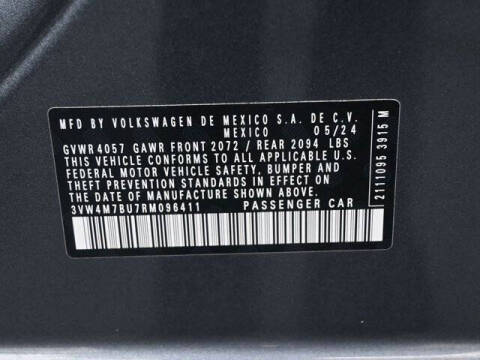 MFD BY VOLKSWAGEN DE MEXICO S.A. DE C.V.
MEXICO 05/24
GVWR 4057 GAWR FRONT 2072 / REAR 2094 LBS
THIS VEHICLE CONFORMS TO ALL APPLICABLE U.S.
FEDERAL MOTOR VEHICLE SAFETY, BUMPER AND
THEFT PREVENTION STANDARDS IN EFFECT ON
THE DATE OF MANUFACTURE SHOWN ABOVE
3VW4M7BU7RM096411 PASSENGER CAR
21111095 3915 M